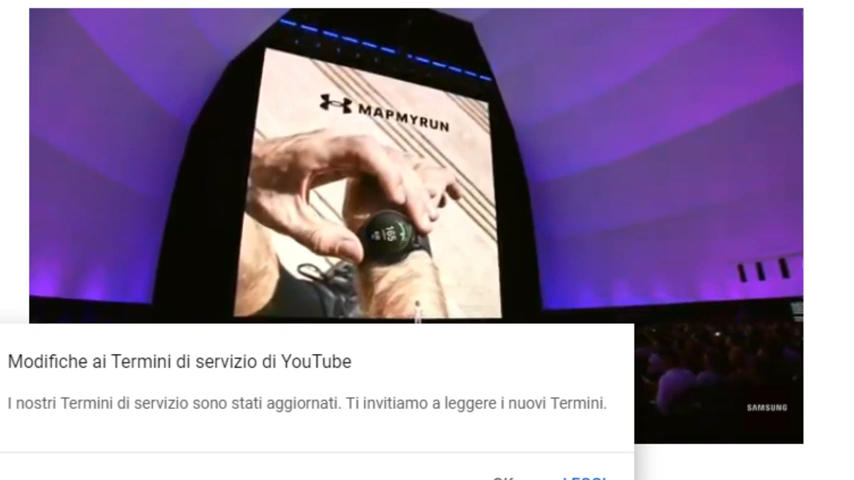 MAPMYRUN
165
SAMSUNG
Modifiche ai Termini di servizio di YouTube
I nostri Termini di servizio sono stati aggiornati. Ti invitiamo a leggere i nuovi Termini.